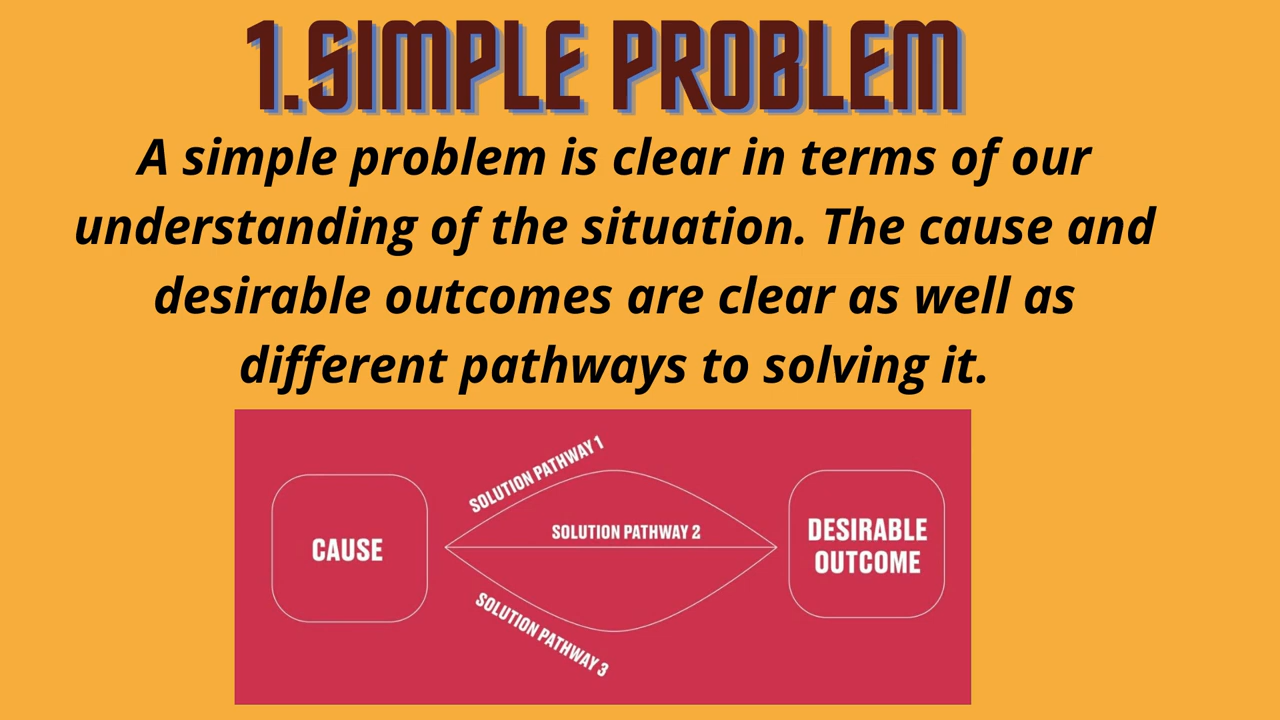 1.SIMPLE PROBLEM
A simple problem is clear in terms of our
understanding of the situation. The cause and
desirable outcomes are clear as well as
different pathways to solving it.
SOLUTION PATHWAY 1
SOLUTION PATHWAY 2
CAUSE
DESIRABLE
OUTCOME
SOLUTION PATHWAY 3